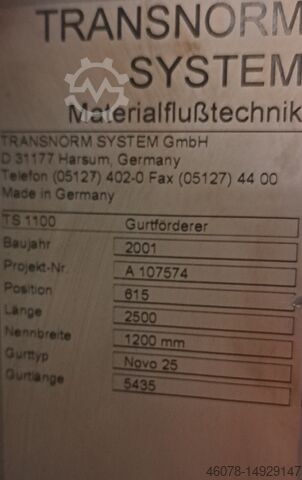 TRANSNORM
SYSTEM
Materialflußtechnik
TRANSNORM SYSTEM GmbH
D 31177 Harsum, Germany
Telefon (05127) 402-0 Fax (05127) 44 00
Made in Germany
TS 1100 Gurtförderer
Baujahr 2001
Projekt-Nr. A 107574
Position 615
Länge 2500
Nennbreite 1200 mm
Gurttyp Novo 25
Gurtlänge 5435
46078-14929147